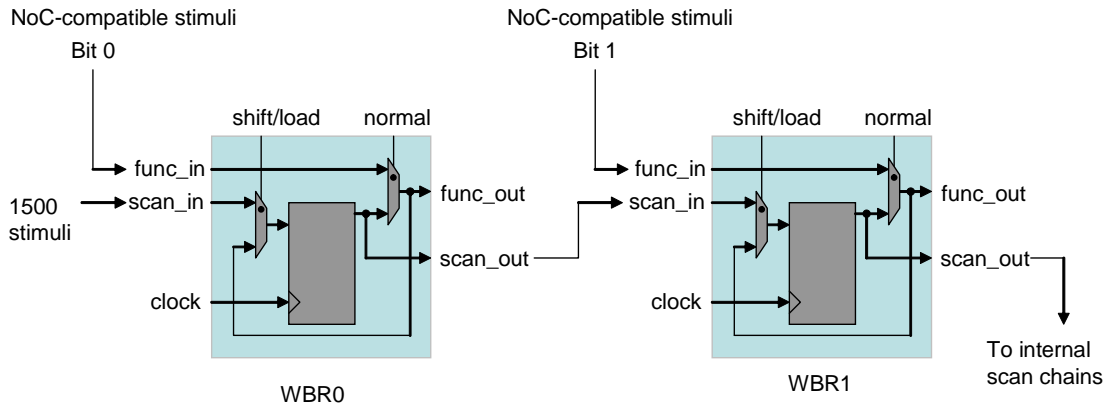 NoC-compatible stimuli
Bit 0
shift/load
normal
func_in
scan_in
1500
stimuli
func_out
scan_out
clock
WBR0
NoC-compatible stimuli
Bit 1
shift/load
normal
func_in
scan_in
func_out
scan_out
clock
WBR1
To internal
scan chains